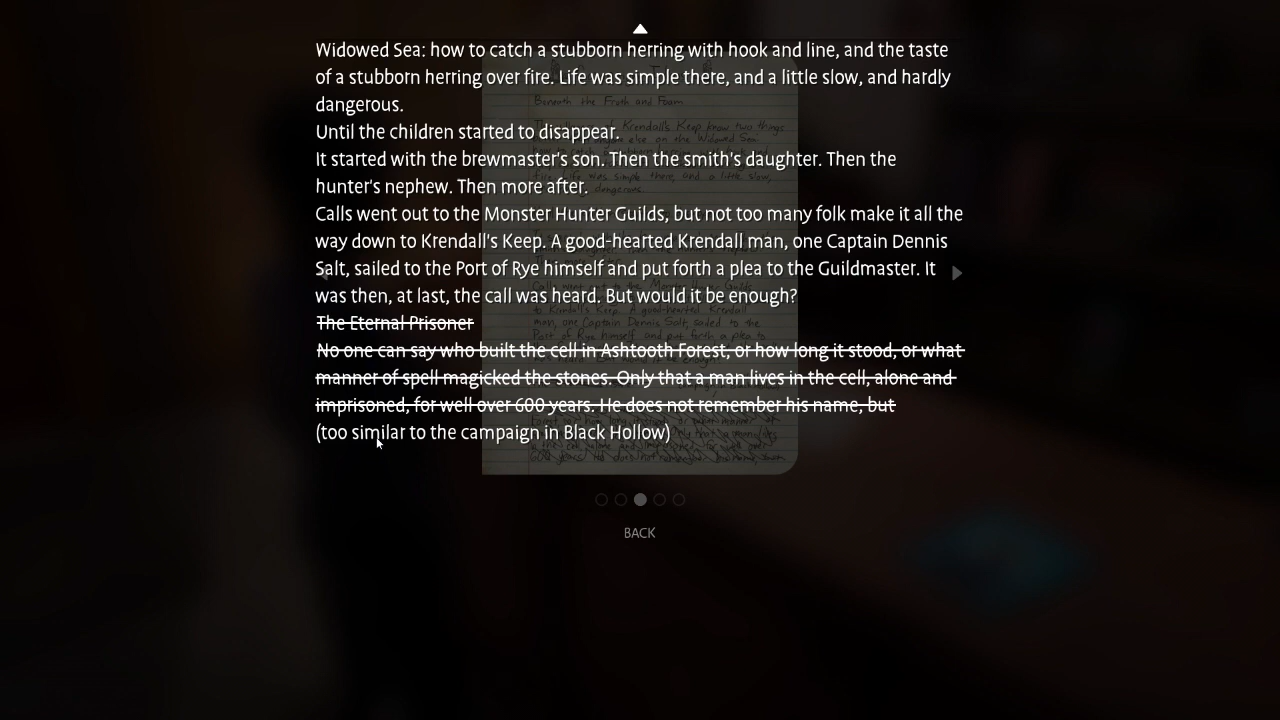 Widowed Sea: how to catch a stubborn herring with hook and line, and the taste
of a stubborn herring over fire. Life was simple there, and a little slow, and hardly
dangerous.
Until the children started to disappear.
It started with the brewmaster's son. Then the smith's daughter. Then the
hunter's nephew. Then more after.
Calls went out to the Monster Hunter Guilds, but not too many folk make it all the
way down to Krendall's Keep. A good-hearted Krendall man, one Captain Dennis
Salt, sailed to the Port of Rye himself and put forth a plea to the Guildmaster. It
was then, at last, the call was heard. But would it be enough?
The Eternal Prisoner
No one can say who built the cell in Ashtooth Forest, or how long it stood, or what
manner of spell magicked the stones. Only that a man lives in the cell, alone and
imprisoned, for well over 600 years. He does not remember his name, but
(too similar to the campaign in Black Hollow)
Beneath the Froth and Foam
BACK